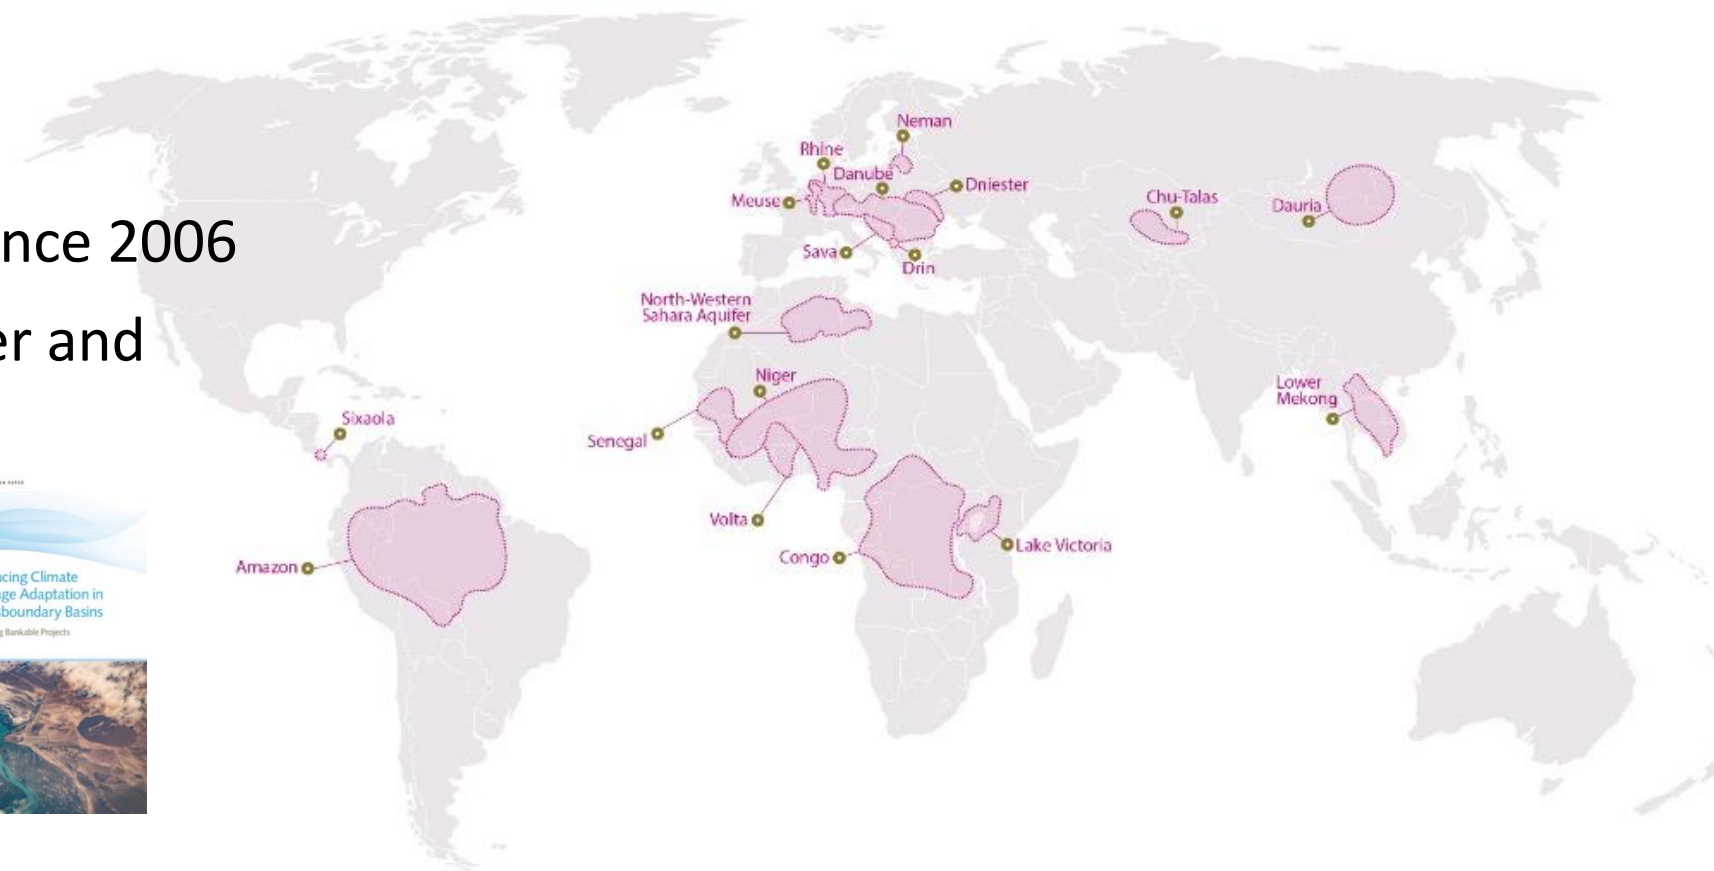 nce 2006
er and
cing Climate
ge Adaptation in
boundary Basins
g Bankable Projects
Neman
Rhine
Danube
Dniester
Meuse
Chu-Talas
Dauria
Sava
Drin
North-Western
Sahara Aquifer
Niger
Lower
Mekong
Sixaola
Senegal
Volta
Lake Victoria
Congo
Amazon